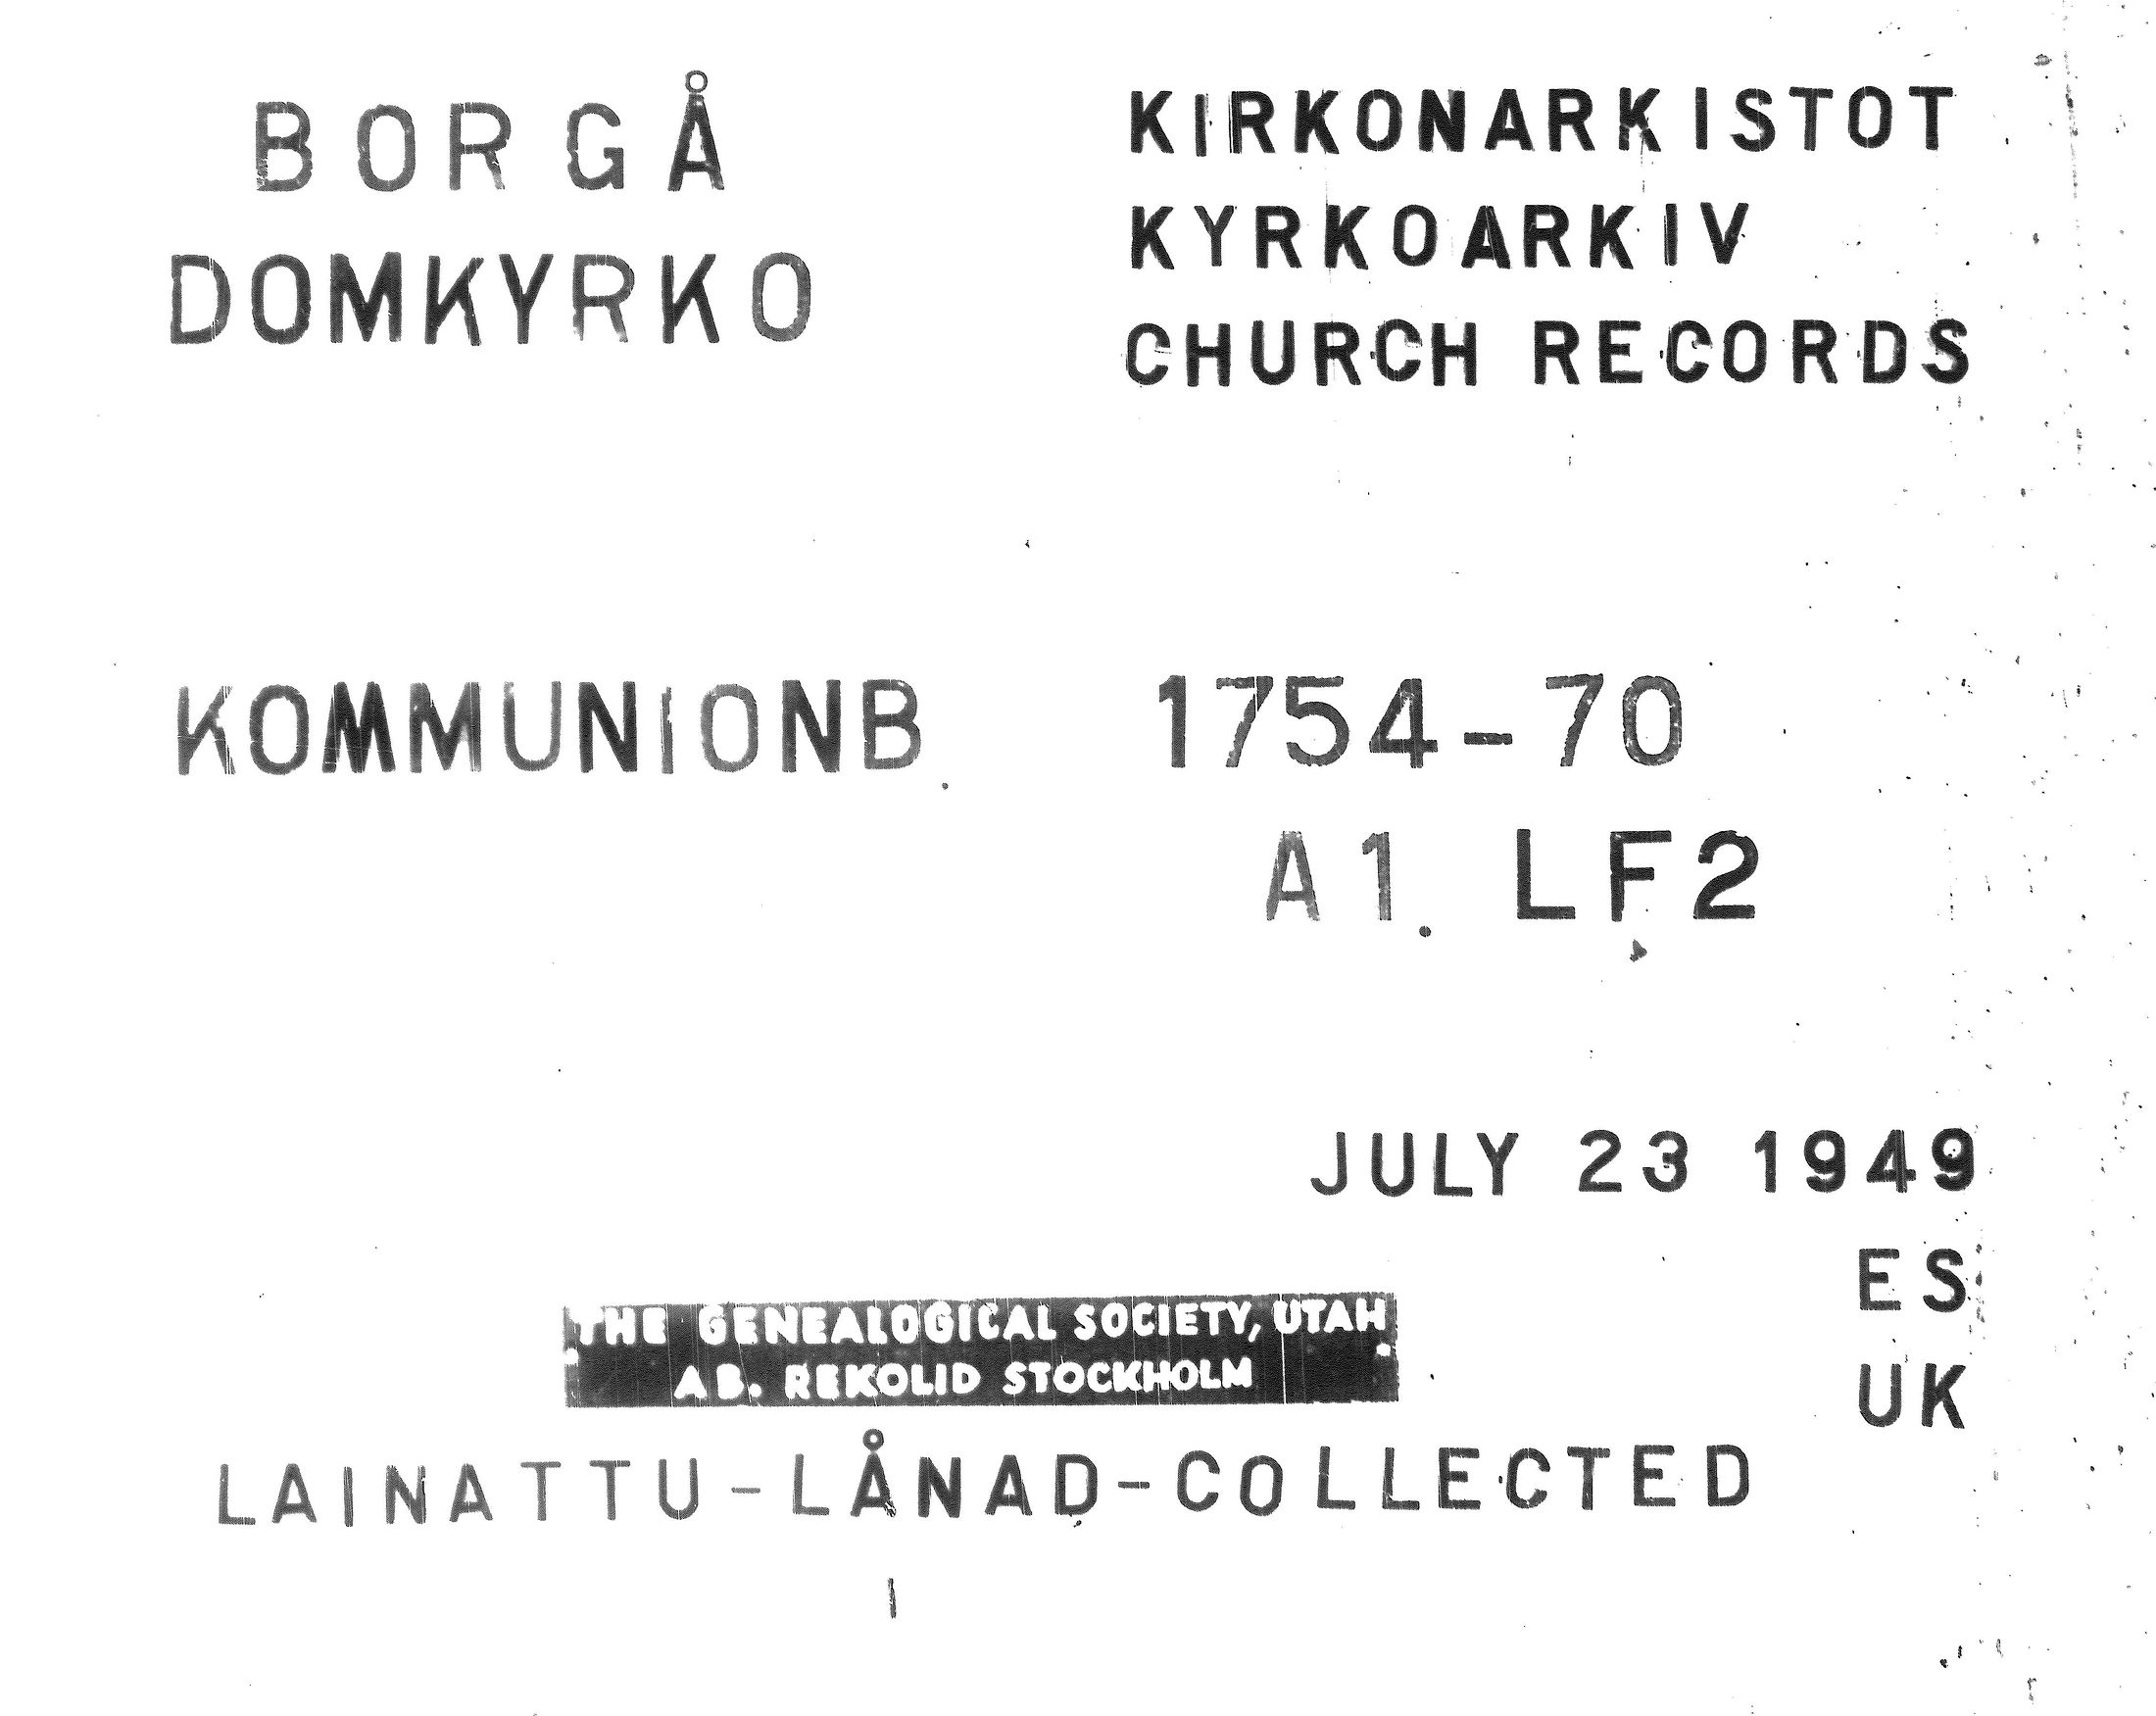 BORGÅ
DOMKYRKO
KIRKONARKISTOT
KYRKOARKIV
CHURCH RECORDS
KOMMUNIONB. 1754-70
A1. LF2
JULY 23 1949
ES
UK
THE GENEALOGICAL SOCIETY, UTAH
AB. REKOLID STOCKHOLM
LAINATTU-LÅNAD-COLLECTED